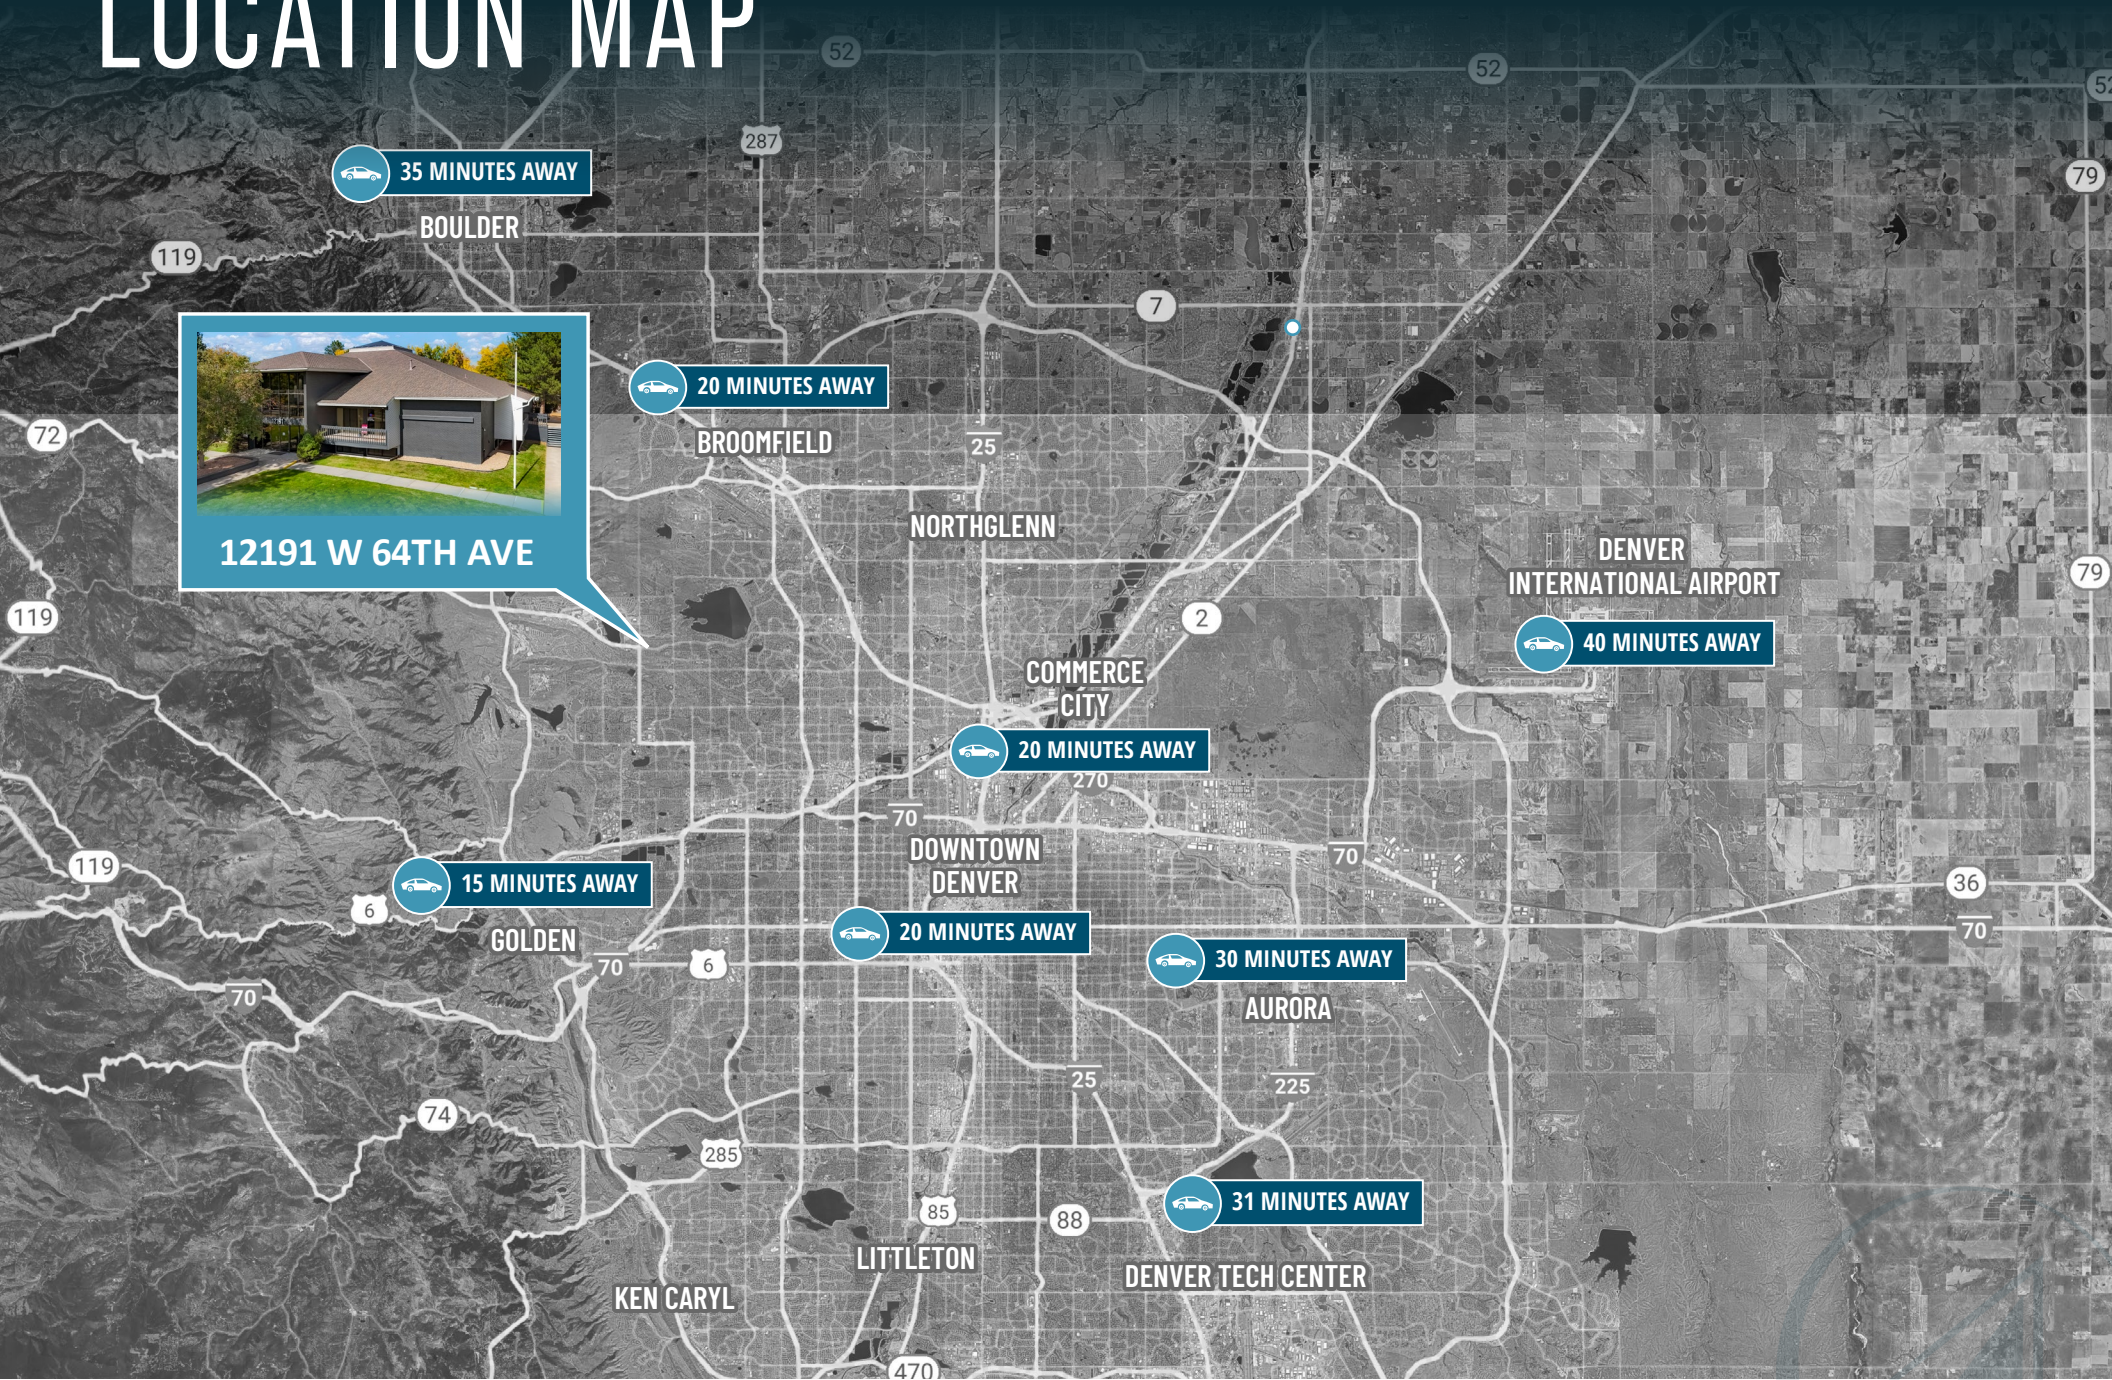 LOCATION MAP
52
52
52
287
79
35 MINUTES AWAY
BOULDER
119
7
20 MINUTES AWAY
BROOMFIELD
72
25
NORTHGLENN
12191 W 64TH AVE
DENVER
INTERNATIONAL AIRPORT
79
119
2
40 MINUTES AWAY
COMMERCE
CITY
20 MINUTES AWAY
270
70
DOWNTOWN
DENVER
70
119
15 MINUTES AWAY
36
6
20 MINUTES AWAY
70
GOLDEN
30 MINUTES AWAY
70
6
70
AURORA
25
225
74
285
31 MINUTES AWAY
85
88
LITTLETON
DENVER TECH CENTER
KEN CARYL
470